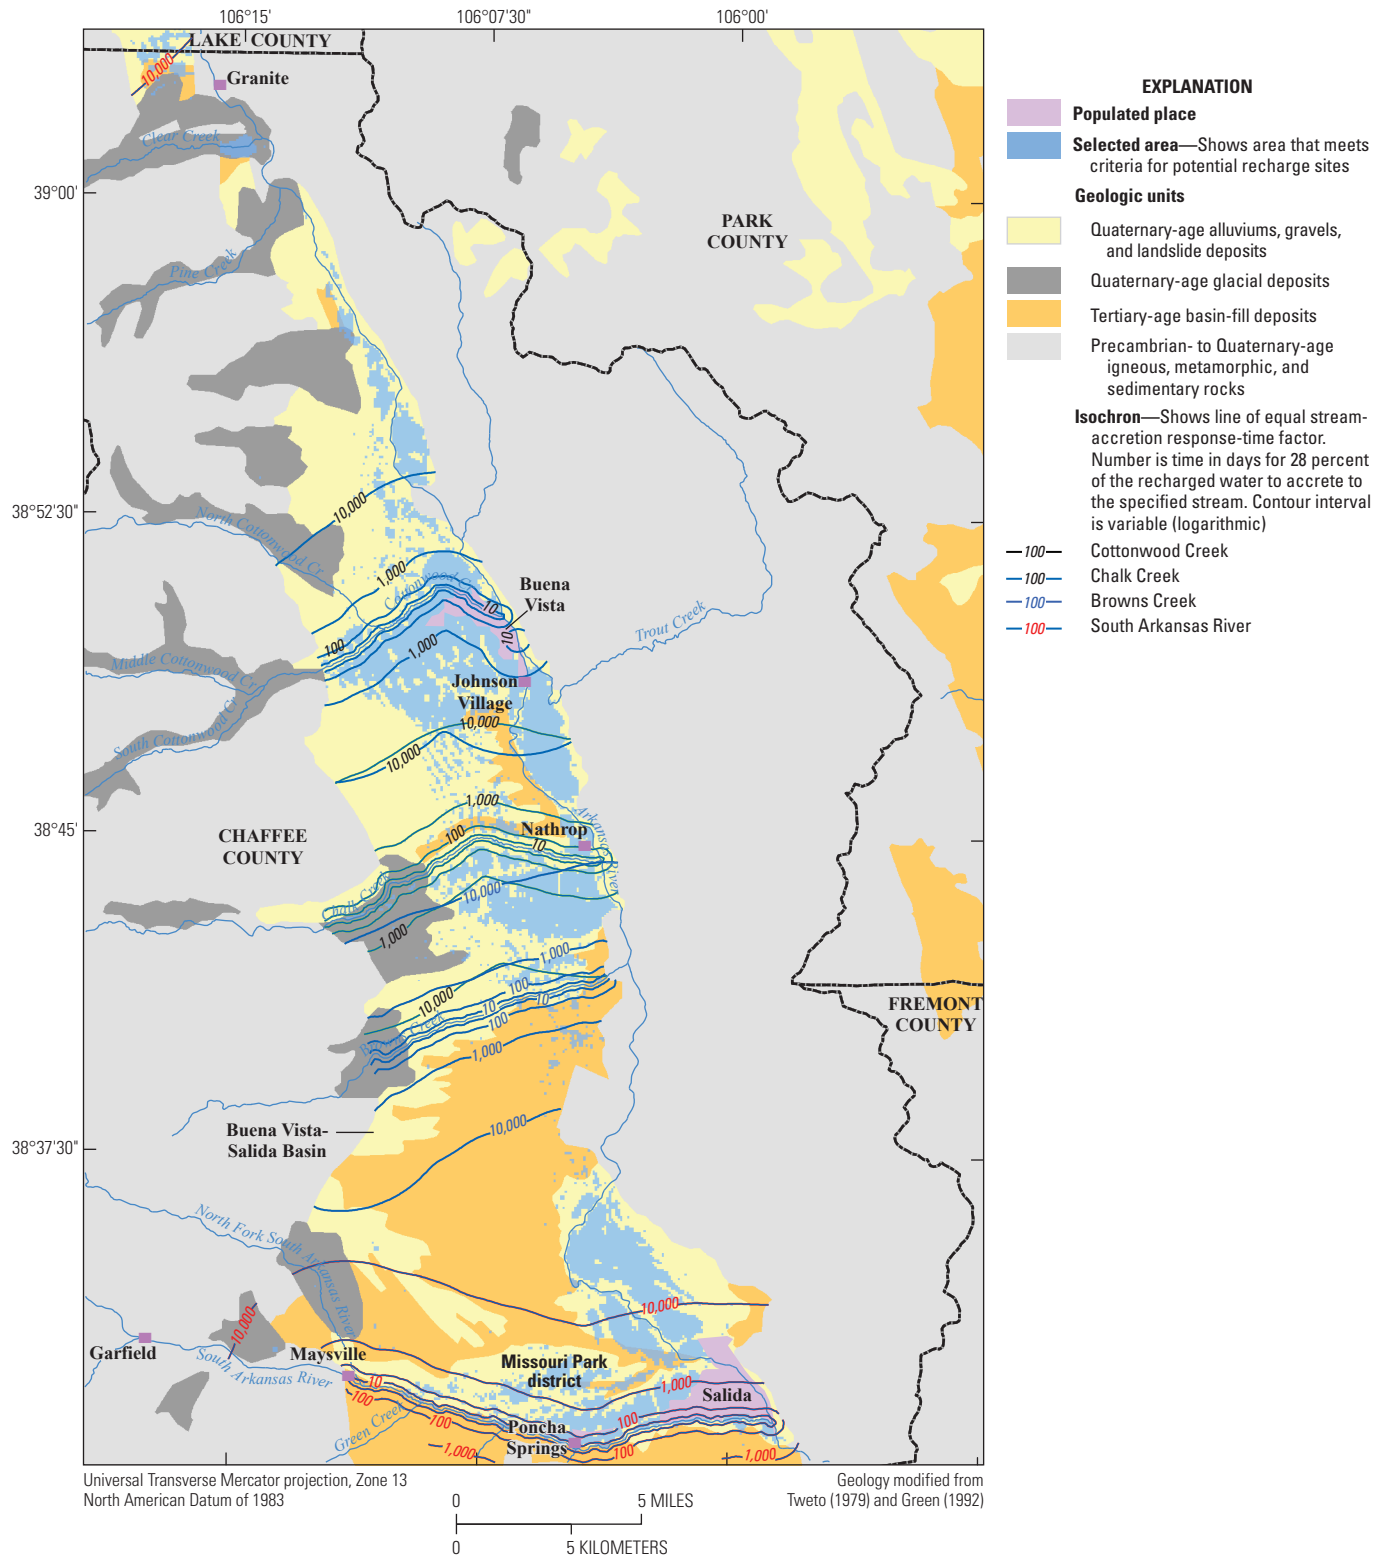 106°15'
106°07'30"
106°00'
LAKE COUNTY
10,000
Granite
Clear Creek
39°00'
PARK
COUNTY
Pine Creek
10,000
38°52'30"
North Cottonwood Cr
1,000
Cottonwood Cr
Buena
Vista
10
10
Trout Creek
100
1,000
Middle Cottonwood Cr
Johnson
Village
South Cottonwood Cr
10,000
10,000
1,000
Arkansas River
38°45'
CHAFFEE
COUNTY
100
Nathrop
10
Chalk Creek
10,000
1,000
1,000
100
10,000
10
10
FREMONT
COUNTY
100
Browns Creek
1,000
10,000
Buena Vista-
Salida Basin
38°37'30"
North Fork South Arkansas River
10,000
10,000
Garfield
Maysville
South Arkansas River
Missouri Park
district
10
1,000
Salida
100
100
100
Green Creek
Poncha
Springs
1,000
100
1,000
EXPLANATION
Populated place
Selected area—Shows area that meets
criteria for potential recharge sites
Geologic units
Quaternary-age alluviums, gravels,
and landslide deposits
Quaternary-age glacial deposits
Tertiary-age basin-fill deposits
Precambrian- to Quaternary-age
igneous, metamorphic, and
sedimentary rocks
Isochron—Shows line of equal stream-
accretion response-time factor.
Number is time in days for 28 percent
of the recharged water to accrete to
the specified stream. Contour interval
is variable (logarithmic)
100 Cottonwood Creek
100 Chalk Creek
100 Browns Creek
100 South Arkansas River
Universal Transverse Mercator projection, Zone 13
North American Datum of 1983
Geology modified from
Tweto (1979) and Green (1992)
0 5 MILES
0 5 KILOMETERS